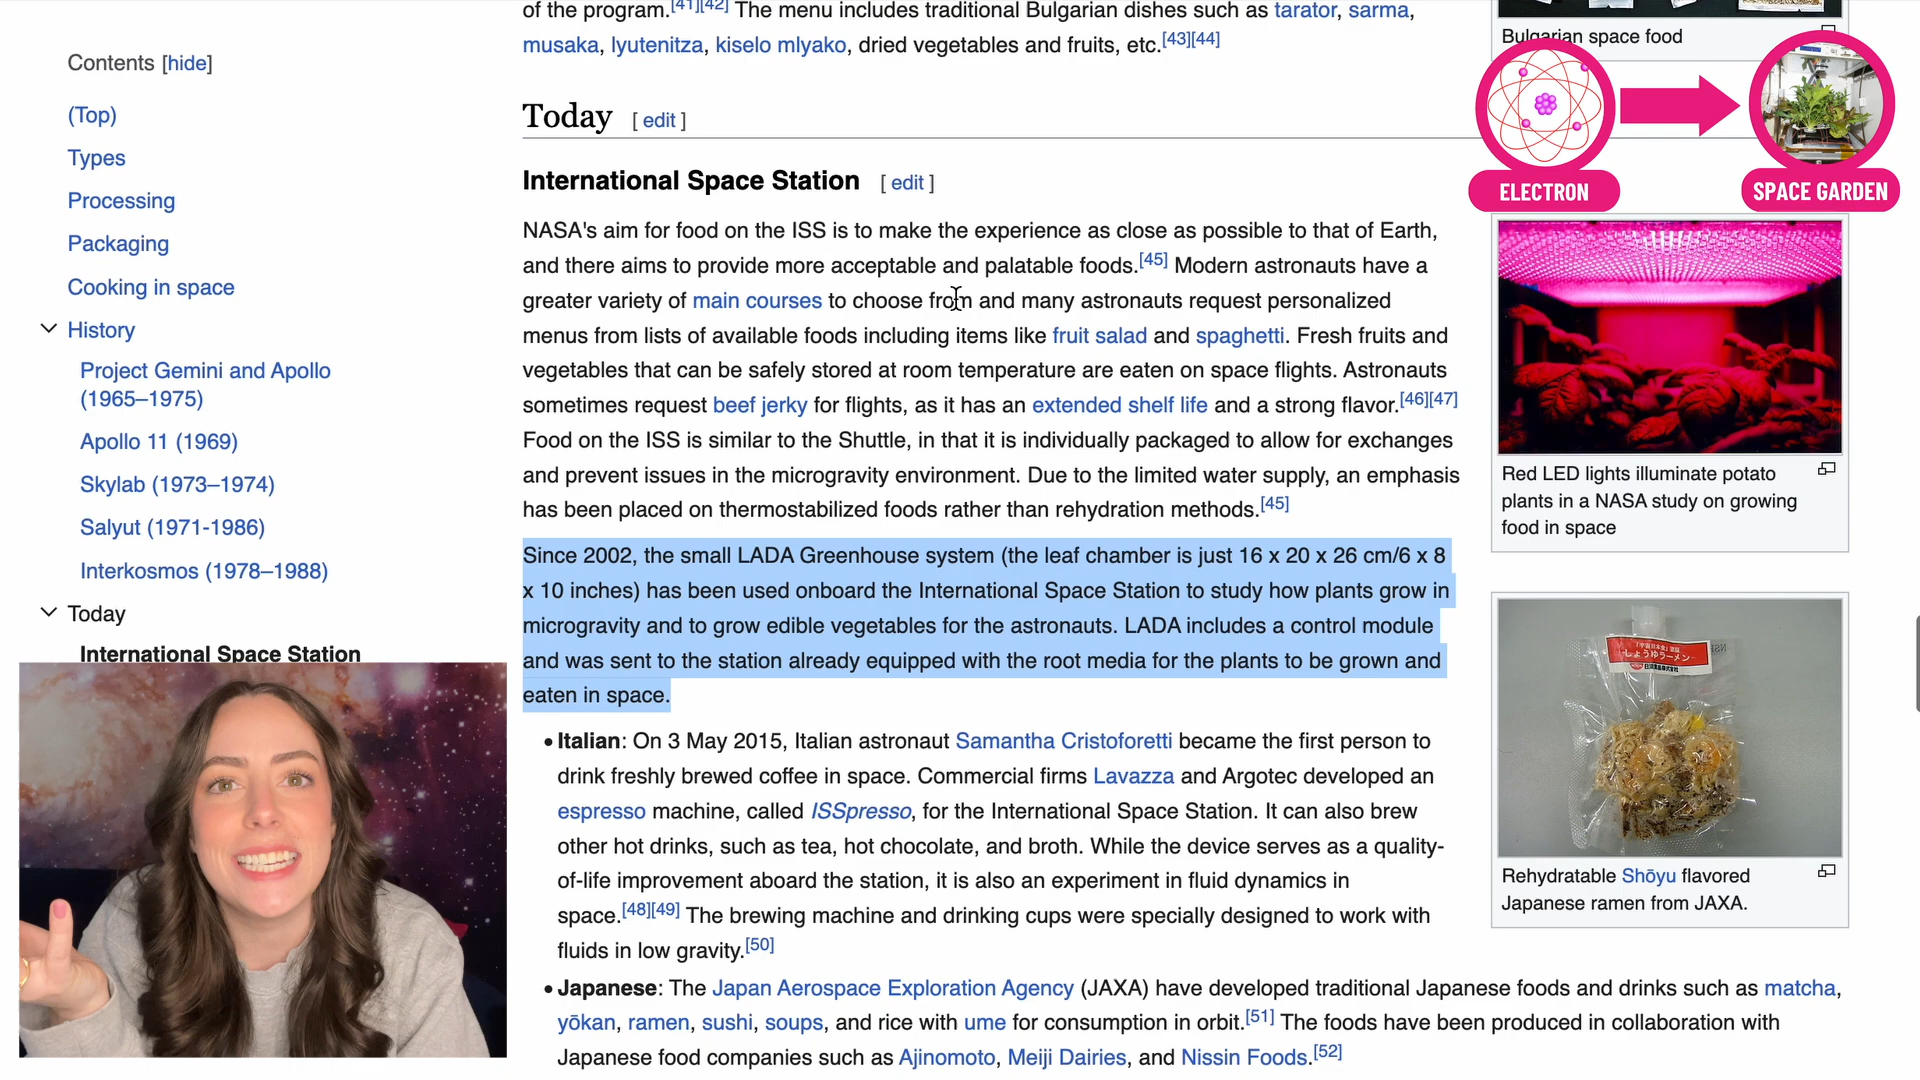 of the program.[41][42] The menu includes traditional Bulgarian dishes such as tarator, sarma,
musaka, lyutenitza, kiselo mlyako, dried vegetables and fruits, etc.[43][44]
Bulgarian space food
Contents [hide]
(Top)
Types
Processing
Packaging
Cooking in space
History
Project Gemini and Apollo
(1965–1975)
Apollo 11 (1969)
Skylab (1973–1974)
Salyut (1971-1986)
Interkosmos (1978–1988)
Today
International Space Station
Today [ edit ]
ELECTRON
SPACE GARDEN
International Space Station [ edit ]
NASA's aim for food on the ISS is to make the experience as close as possible to that of Earth,
and there aims to provide more acceptable and palatable foods.[45] Modern astronauts have a
greater variety of main courses to choose from and many astronauts request personalized
menus from lists of available foods including items like fruit salad and spaghetti. Fresh fruits and
vegetables that can be safely stored at room temperature are eaten on space flights. Astronauts
sometimes request beef jerky for flights, as it has an extended shelf life and a strong flavor.[46][47]
Food on the ISS is similar to the Shuttle, in that it is individually packaged to allow for exchanges
and prevent issues in the microgravity environment. Due to the limited water supply, an emphasis
has been placed on thermostabilized foods rather than rehydration methods.[45]
Since 2002, the small LADA Greenhouse system (the leaf chamber is just 16 x 20 x 26 cm/6 x 8
x 10 inches) has been used onboard the International Space Station to study how plants grow in
microgravity and to grow edible vegetables for the astronauts. LADA includes a control module
and was sent to the station already equipped with the root media for the plants to be grown and
eaten in space.
• Italian: On 3 May 2015, Italian astronaut Samantha Cristoforetti became the first person to
drink freshly brewed coffee in space. Commercial firms Lavazza and Argotec developed an
espresso machine, called ISSpresso, for the International Space Station. It can also brew
other hot drinks, such as tea, hot chocolate, and broth. While the device serves as a quality-
of-life improvement aboard the station, it is also an experiment in fluid dynamics in
space.[48][49] The brewing machine and drinking cups were specially designed to work with
fluids in low gravity.[50]
• Japanese: The Japan Aerospace Exploration Agency (JAXA) have developed traditional Japanese foods and drinks such as matcha,
yōkan, ramen, sushi, soups, and rice with ume for consumption in orbit.[51] The foods have been produced in collaboration with
Japanese food companies such as Ajinomoto, Meiji Dairies, and Nissin Foods.[52]
Red LED lights illuminate potato
plants in a NASA study on growing
food in space
しょうゆラーメン
Rehydratable Shōyu flavored
Japanese ramen from JAXA.